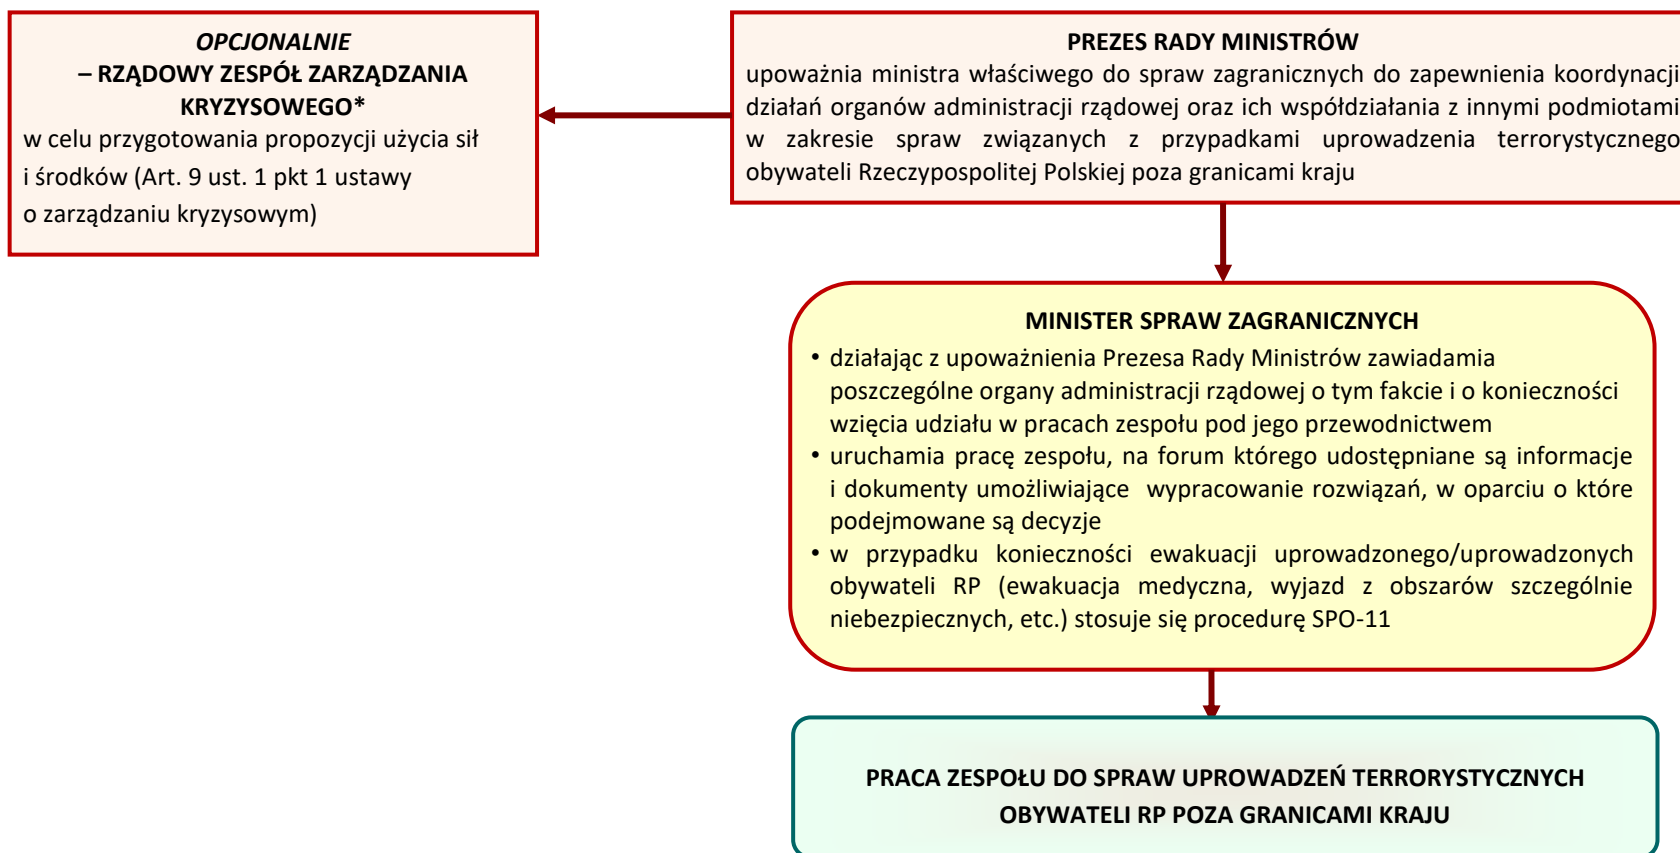 OPCJONALNIE
– RZĄDOWY ZESPÓŁ ZARZĄDZANIA
KRYZYSOWEGO*
w celu przygotowania propozycji użycia sił
i środków (Art. 9 ust. 1 pkt 1 ustawy
o zarządzaniu kryzysowym)
PREZES RADY MINISTRÓW
upoważnia ministra właściwego do spraw zagranicznych do zapewnienia koordynacji
działań organów administracji rządowej oraz ich współdziałania z innymi podmiotami
w zakresie spraw związanych z przypadkami uprowadzenia terrorystycznego
obywateli Rzeczypospolitej Polskiej poza granicami kraju
MINISTER SPRAW ZAGRANICZNYCH
• działając z upoważnienia Prezesa Rady Ministrów zawiadamia
poszczególne organy administracji rządowej o tym fakcie i o konieczności
wzięcia udziału w pracach zespołu pod jego przewodnictwem
• uruchamia pracę zespołu, na forum którego udostępniane są informacje
i dokumenty umożliwiające wypracowanie rozwiązań, w oparciu o które
podejmowane są decyzje
• w przypadku konieczności ewakuacji uprowadzonego/uprowadzonych
obywateli RP (ewakuacja medyczna, wyjazd z obszarów szczególnie
niebezpiecznych, etc.) stosuje się procedurę SPO-11
PRACA ZESPOŁU DO SPRAW UPROWADZEŃ TERRORYSTYCZNYCH
OBYWATELI RP POZA GRANICAMI KRAJU